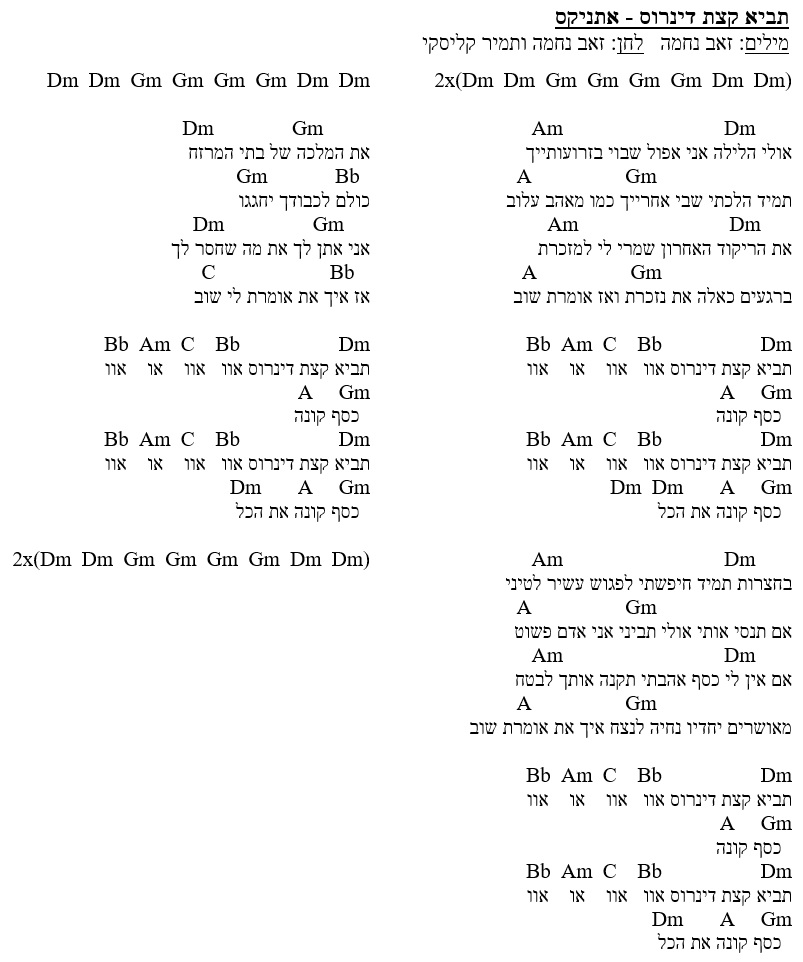 תביא קצת דינרוס - אתניקס
מילים: זאב נחמה   לחן: זאב נחמה ותמיר קליסקי
2x(Dm Dm Gm Gm Gm Gm Dm Dm)
Am Dm
אולי הלילה אני אפול שבוי בזרועותייך
A Gm
תמיד הלכתי שבי אחרייך כמו מאהב עלוב
Am Dm
את הריקוד האחרון שמרי לי למזכרת
A Gm
ברגעים כאלה את נזכרת ואז אומרת שוב
Bb Am C Bb Dm
תביא קצת דינרוס אוו אוו או אוו
A Gm
כסף קונה
Bb Am C Bb Dm
תביא קצת דינרוס אוו אוו או אוו
Dm Dm A Gm
כסף קונה את הכל
Am Dm
בחצרות תמיד חיפשתי לפגוש עשיר לטיני
A Gm
אם תנסי אותי אולי תביני אני אדם פשוט
Am Dm
אם אין לי כסף אהבתי תקנה אותך לבטח
A Gm
מאושרים יחדיו נחיה לנצח איך את אומרת שוב
Bb Am C Bb Dm
תביא קצת דינרוס אוו אוו או אוו
A Gm
כסף קונה
Bb Am C Bb Dm
תביא קצת דינרוס אוו אוו או אוו
Dm A Gm
כסף קונה את הכל
Dm Dm Gm Gm Gm Gm Dm Dm
Dm Gm
את המלכה של בתי המרזח
Gm Bb
כולם לכבודך יחגגו
Dm Gm
אני אתן לך את מה שחסר לך
C Bb
אז איך את אומרת לי שוב
Bb Am C Bb Dm
תביא קצת דינרוס אוו אוו או אוו
A Gm
כסף קונה
Bb Am C Bb Dm
תביא קצת דינרוס אוו אוו או אוו
Dm A Gm
כסף קונה את הכל
2x(Dm Dm Gm Gm Gm Gm Dm Dm)